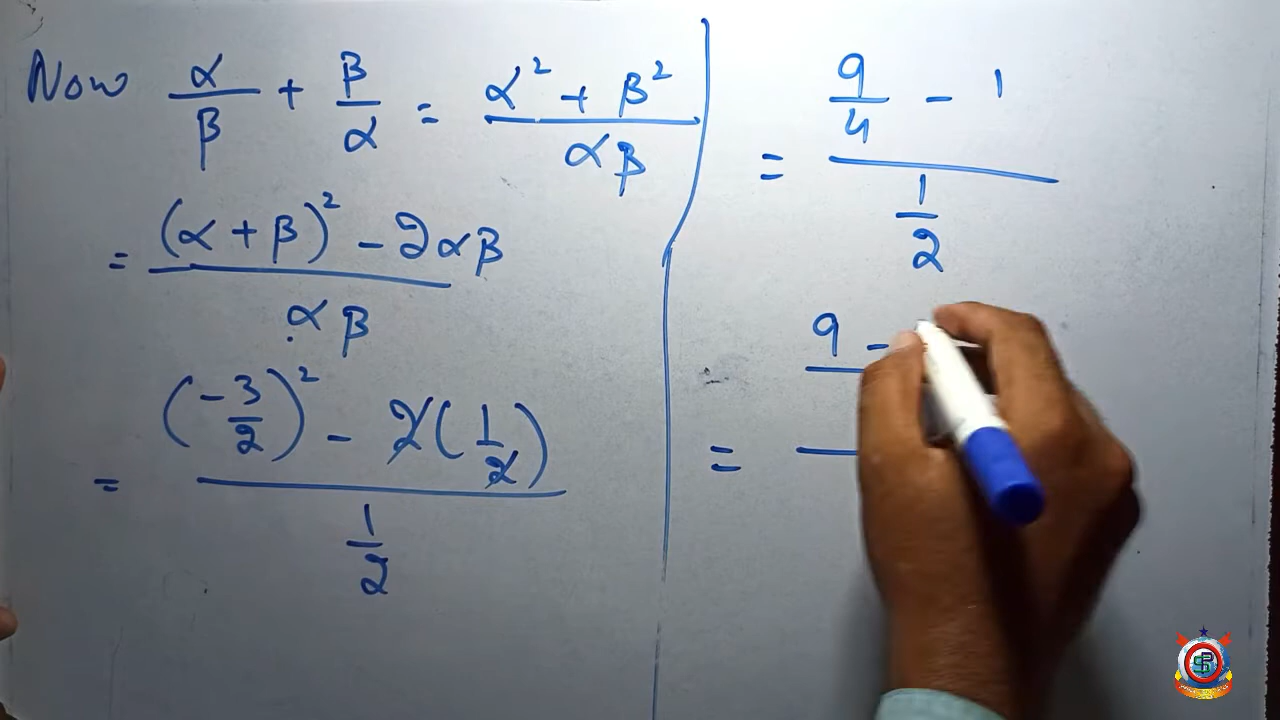 Now α/β + β/α = α² + β² / αβ
= (α + β)² - 2αβ / αβ
= (-3/2)² - 2(1/2) / 1/2
= 9/4 - 1 / 1/2
= 9 -